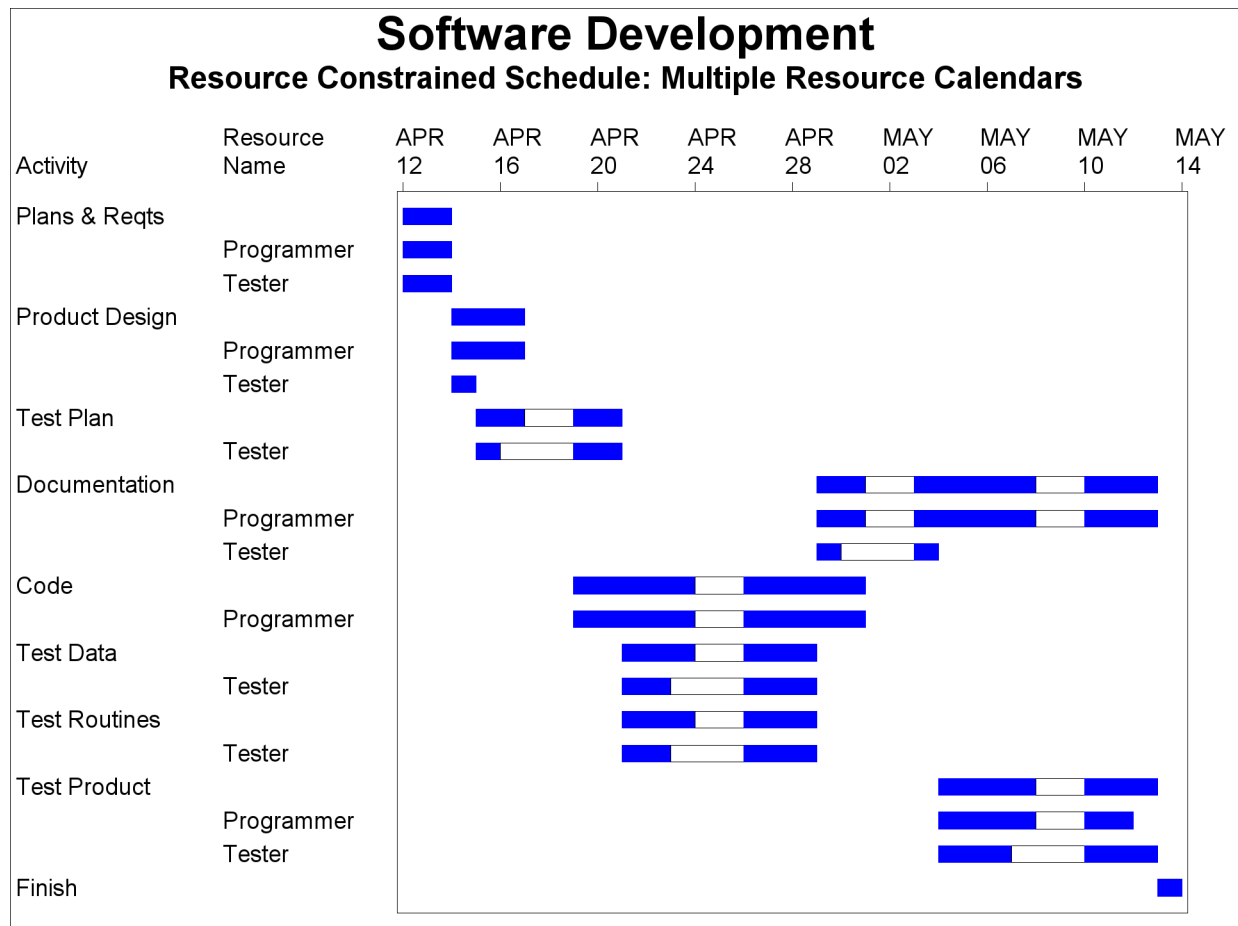 Software Development
Resource Constrained Schedule: Multiple Resource Calendars
Resource APR APR APR APR APR MAY MAY MAY MAY
Activity Name 12 16 20 24 28 02 06 10 14
Plans & Reqts
Programmer
Tester
Product Design
Programmer
Tester
Test Plan
Tester
Documentation
Programmer
Tester
Code
Programmer
Test Data
Tester
Test Routines
Tester
Test Product
Programmer
Tester
Finish